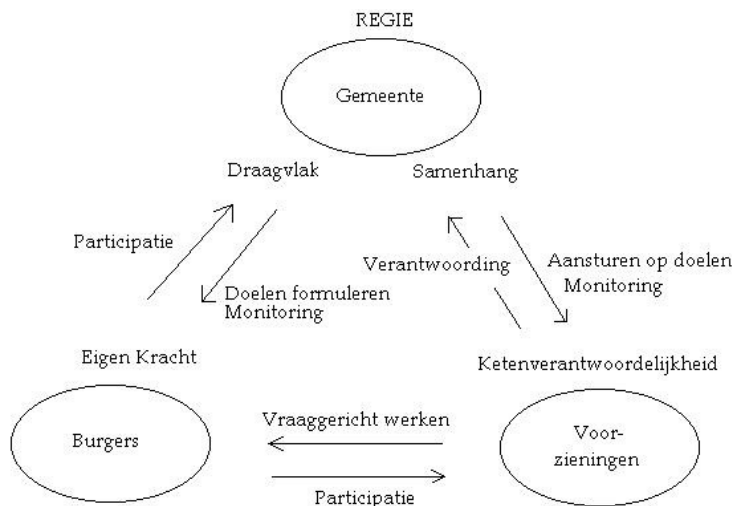 REGIE
Gemeente
Draagvlak
Samenhang
Participatie
Verantwoording
Aansturen op doelen
Monitoring
Doelen formuleren
Monitoring
Eigen Kracht
Ketenverantwoordelijkheid
Burgers
Vraaggericht werken
Voor-
zieningen
Participatie